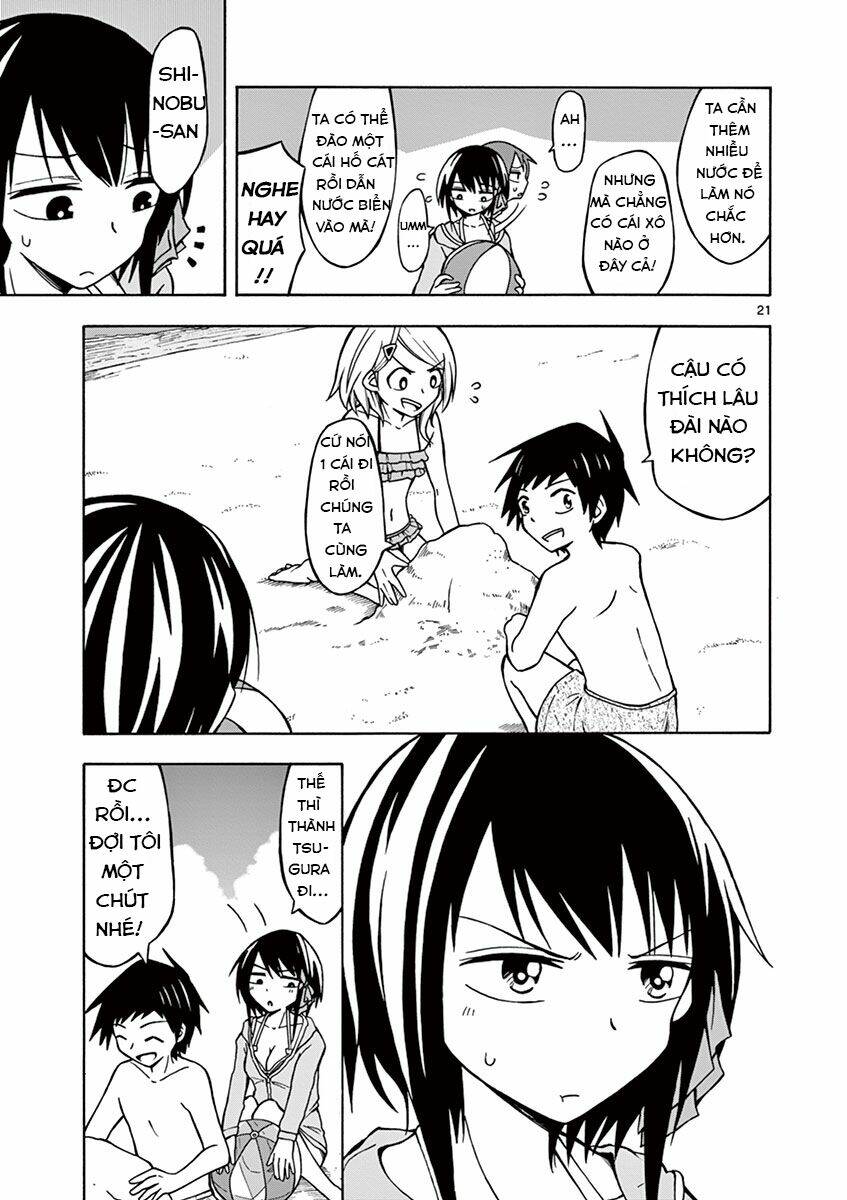 TA CẦN
THÊM
NHIỀU
NƯỚC ĐỂ
LÀM NÓ
CHẮC
HƠN.
NHƯNG
MÀ CHẲNG
CÓ CÁI XÔ
NÀO Ở
ĐÂY CẢ!
AH
...
UMM
...
TA CÓ THỂ
ĐÀO MỘT
CÁI HỐ CÁT
RỒI DẪN
NƯỚC BIỂN
VÀO MÀ!
NGHE
HAY
QUÁ
!!
SHI-
NOBU
-SAN
21
CẬU CÓ
THÍCH LÂU
ĐÀI NÀO
KHÔNG?
CỨ NÓI
1 CÁI ĐI
RỒI
CHÚNG
TA
CÙNG
LÀM.
THẾ
THÌ
THÀNH
TSU-
GURA
ĐI...
ĐC
RỒI...
ĐỢI TÔI
MỘT
CHÚT
NHÉ!